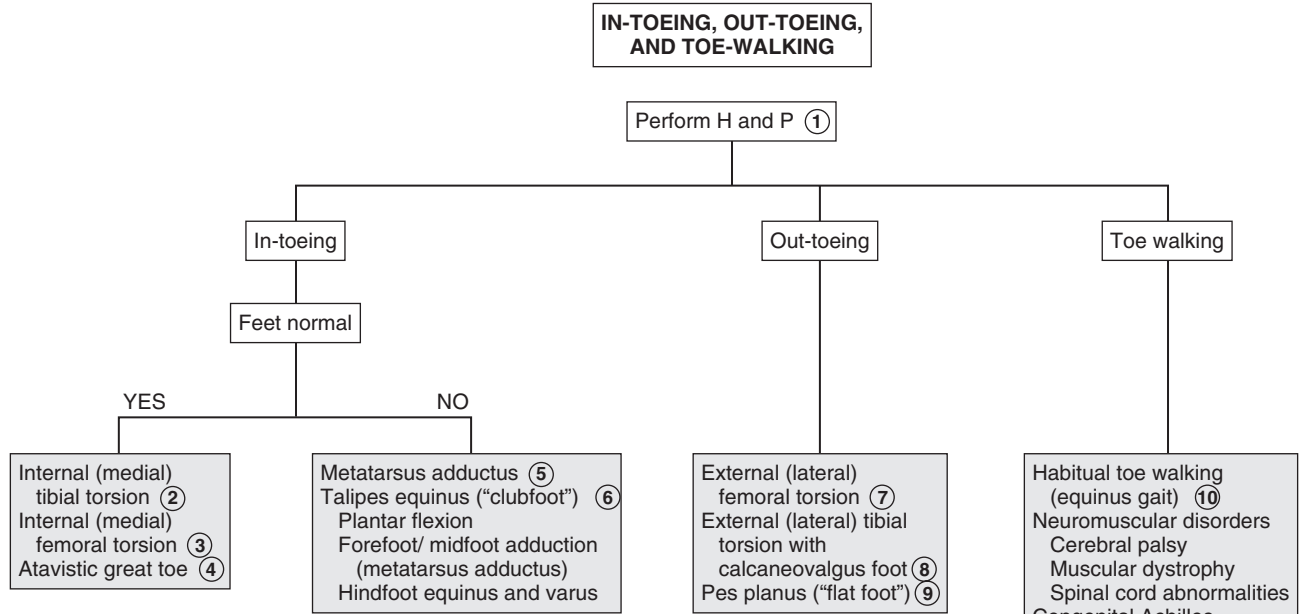 IN-TOEING, OUT-TOEING,
AND TOE-WALKING
Perform H and P 1
In-toeing
Out-toeing
Toe walking
Feet normal
YES
NO
Internal (medial)
tibial torsion 2
Internal (medial)
femoral torsion 3
Atavistic great toe 4
Metatarsus adductus 5
Talipes equinus (“clubfoot”) 6
Plantar flexion
Forefoot/ midfoot adduction
(metatarsus adductus)
Hindfoot equinus and varus
External (lateral)
femoral torsion 7
External (lateral) tibial
torsion with
calcaneovalgus foot 8
Pes planus (“flat foot”) 9
Habitual toe walking
(equinus gait) 10
Neuromuscular disorders
Cerebral palsy
Muscular dystrophy
Spinal cord abnormalities
Congenital Achilles